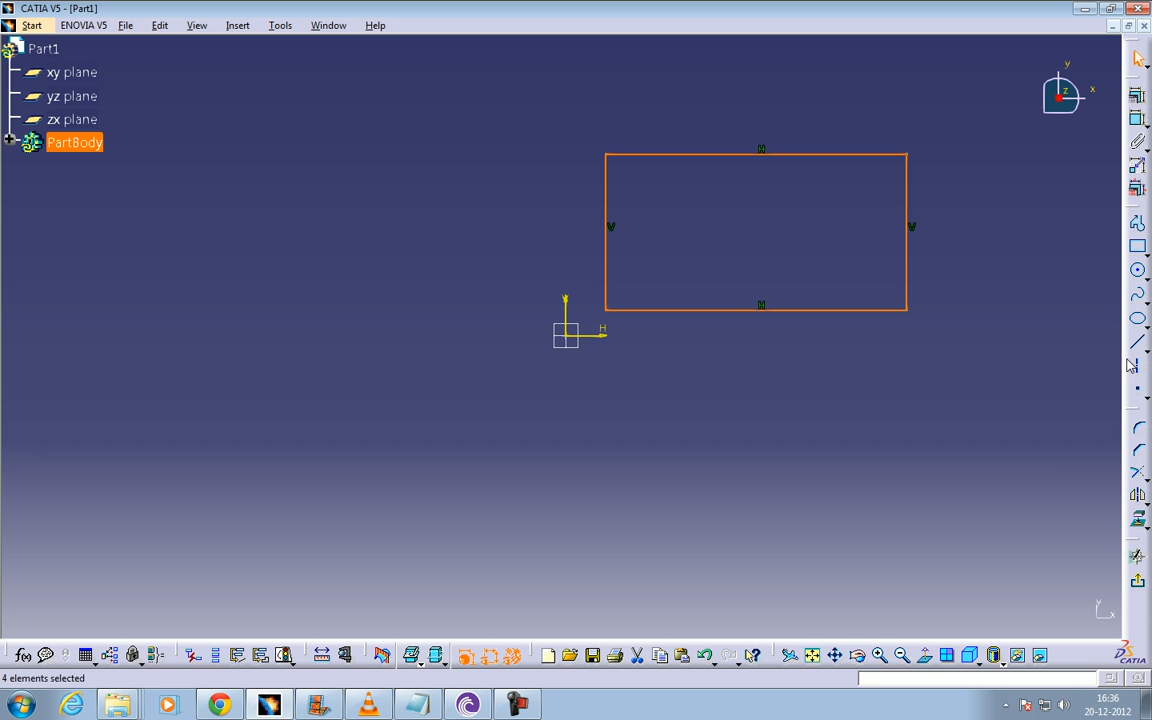 CATIA V5 - [Part1]
Start ENOVIA V5 File Edit View Insert Tools Window Help
Part1
xy plane
yz plane
zx plane
PartBody
y
x
z
H
V
V
H
H
y
x
f(x)
CATIA
4 elements selected
16:36
20-12-2012